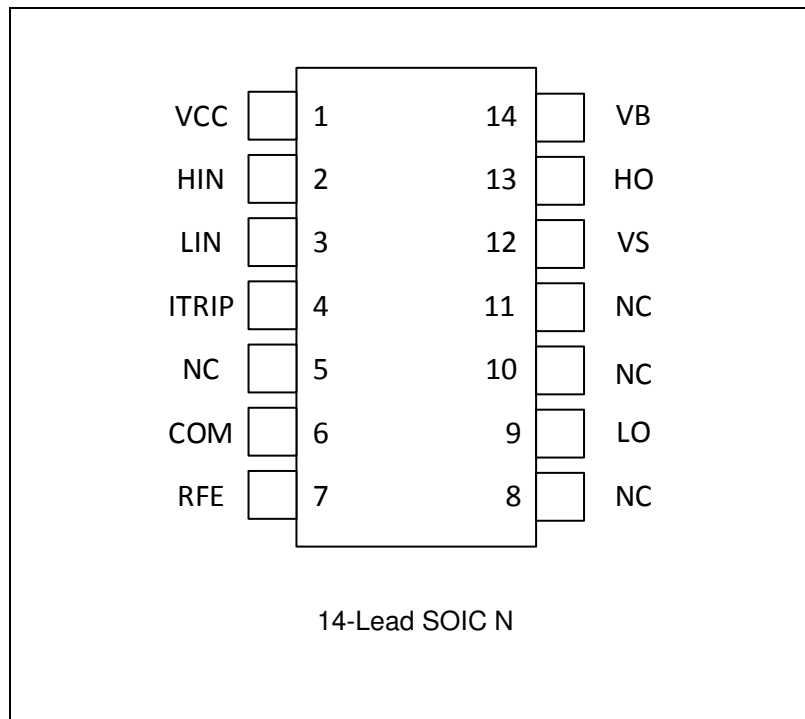 VCC 1 14 VB
HIN 2 13 HO
LIN 3 12 VS
ITRIP 4 11 NC
NC 5 10 NC
COM 6 9 LO
RFE 7 8 NC
14-Lead SOIC N